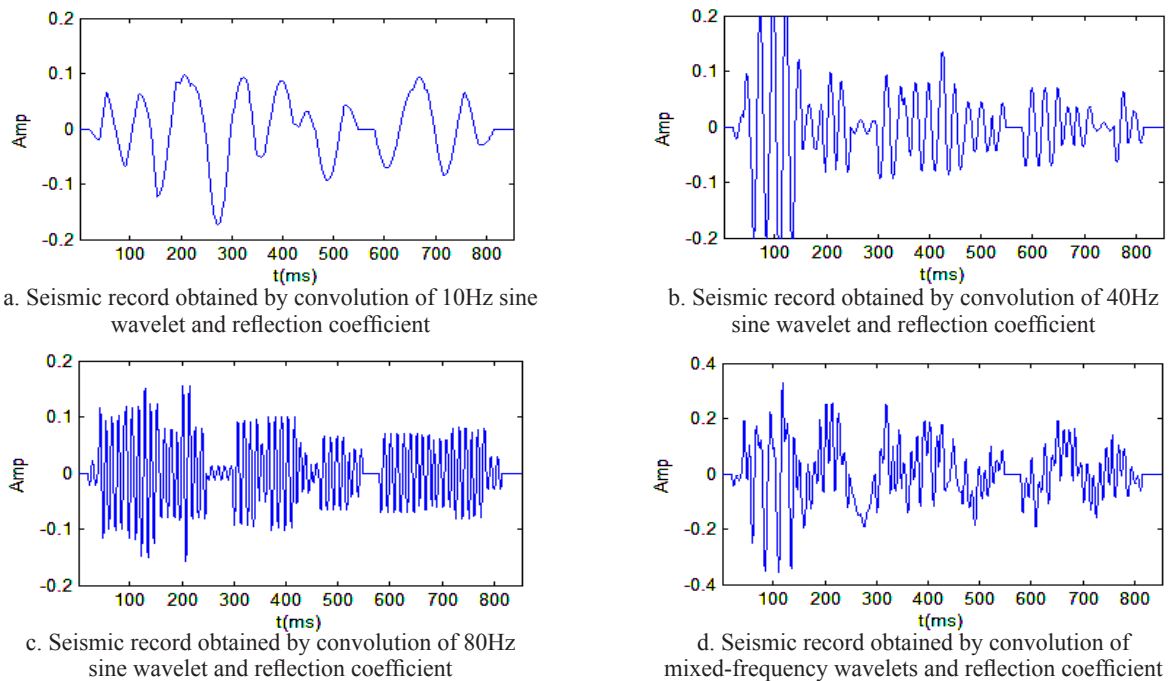 0.2
0.1
0
-0.1
-0.2
Amp
100 200 300 400 500 600 700 800
t(ms)
a. Seismic record obtained by convolution of 10Hz sine
wavelet and reflection coefficient
0.2
0.1
0
-0.1
-0.2
Amp
100 200 300 400 500 600 700 800
t(ms)
b. Seismic record obtained by convolution of 40Hz
sine wavelet and reflection coefficient
0.2
0.1
0
-0.1
-0.2
Amp
100 200 300 400 500 600 700 800
t(ms)
c. Seismic record obtained by convolution of 80Hz
sine wavelet and reflection coefficient
0.4
0.2
0
-0.2
-0.4
Amp
100 200 300 400 500 600 700 800
t(ms)
d. Seismic record obtained by convolution of
mixed-frequency wavelets and reflection coefficient